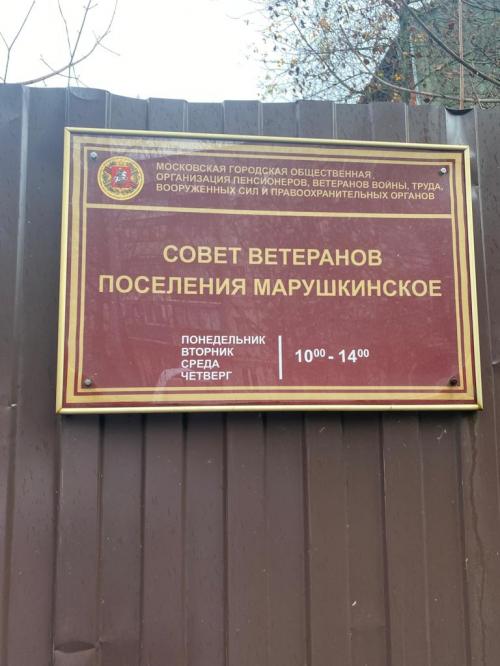 МОСКОВСКАЯ ГОРОДСКАЯ ОБЩЕСТВЕННАЯ
ОРГАНИЗАЦИЯ ПЕНСИОНЕРОВ, ВЕТЕРАНОВ ВОЙНЫ, ТРУДА,
ВООРУЖЕННЫХ СИЛ И ПРАВООХРАНИТЕЛЬНЫХ ОРГАНОВ
СОВЕТ ВЕТЕРАНОВ
ПОСЕЛЕНИЯ МАРУШКИНСКОЕ
ПОНЕДЕЛЬНИК
ВТОРНИК
СРЕДА
ЧЕТВЕРГ
10⁰⁰ - 14⁰⁰